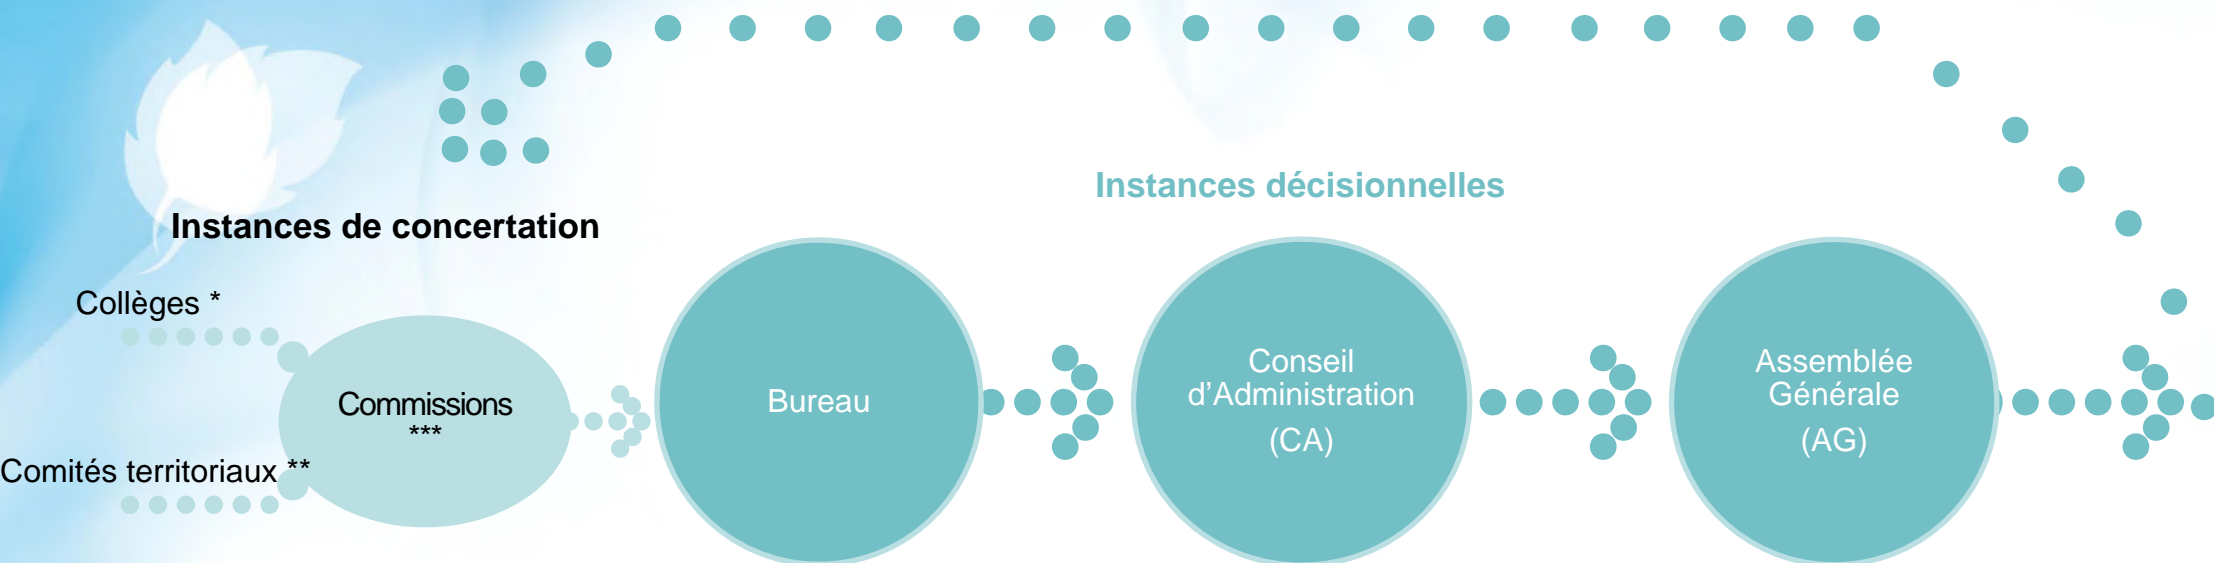 Instances décisionnelles
Instances de concertation
Collèges *
Commissions
***
Comités territoriaux **
Bureau
Conseil
d’Administration
(CA)
Assemblée
Générale
(AG)